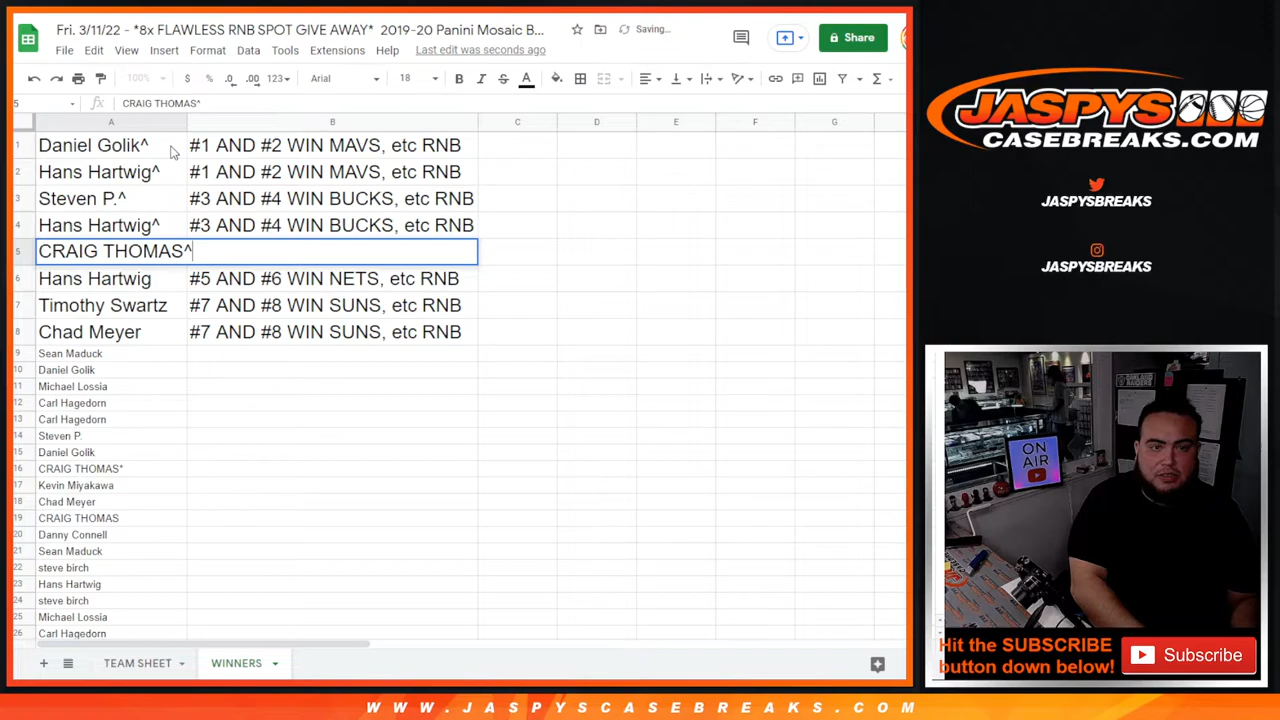 Fri. 3/11/22 - *8x FLAWLESS RNB SPOT GIVE AWAY* 2019-20 Panini Mosaic B...
Saving...
File Edit View Insert Format Data Tools Extensions Help Last edit was seconds ago
Share
100% $ % .0 .00 123 Arial 18 B I S A
5 fx CRAIG THOMAS^
A B C D E F G
1 Daniel Golik^ #1 AND #2 WIN MAVS, etc RNB
2 Hans Hartwig^ #1 AND #2 WIN MAVS, etc RNB
3 Steven P.^ #3 AND #4 WIN BUCKS, etc RNB
4 Hans Hartwig^ #3 AND #4 WIN BUCKS, etc RNB
5 CRAIG THOMAS^
6 Hans Hartwig #5 AND #6 WIN NETS, etc RNB
7 Timothy Swartz #7 AND #8 WIN SUNS, etc RNB
8 Chad Meyer #7 AND #8 WIN SUNS, etc RNB
9 Sean Maduck
10 Daniel Golik
11 Michael Lossia
12 Carl Hagedorn
13 Carl Hagedorn
14 Steven P.
15 Daniel Golik
16 CRAIG THOMAS*
17 Kevin Miyakawa
18 Chad Meyer
19 CRAIG THOMAS
20 Danny Connell
21 Sean Maduck
22 steve birch
23 Hans Hartwig
24 steve birch
25 Michael Lossia
26 Carl Hagedorn
TEAM SHEET WINNERS
JASPYS
CASEBREAKS.COM
JASPYSBREAKS
JASPYSBREAKS
OAKLAND
RAIDERS
ON
AIR
Hit the SUBSCRIBE
button down below!
Subscribe
WWW.JASPYSCASEBREAKS.COM